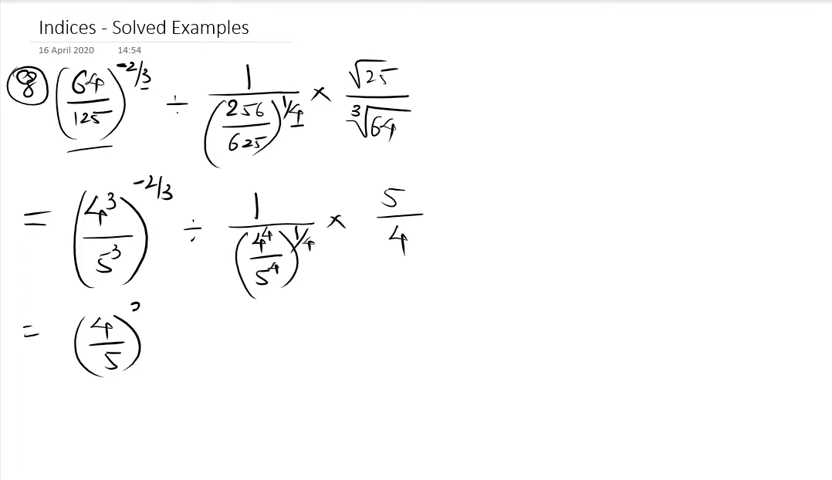 Indices - Solved Examples
16 April 2020 14:54
⑧ (64/125)^(-2/3) ÷ 1/(256/625)^(1/4) × √25/∛64
= (4^3/5^3)^(-2/3) ÷ 1/(4^4/5^4)^(1/4) × 5/4
= (4/5)